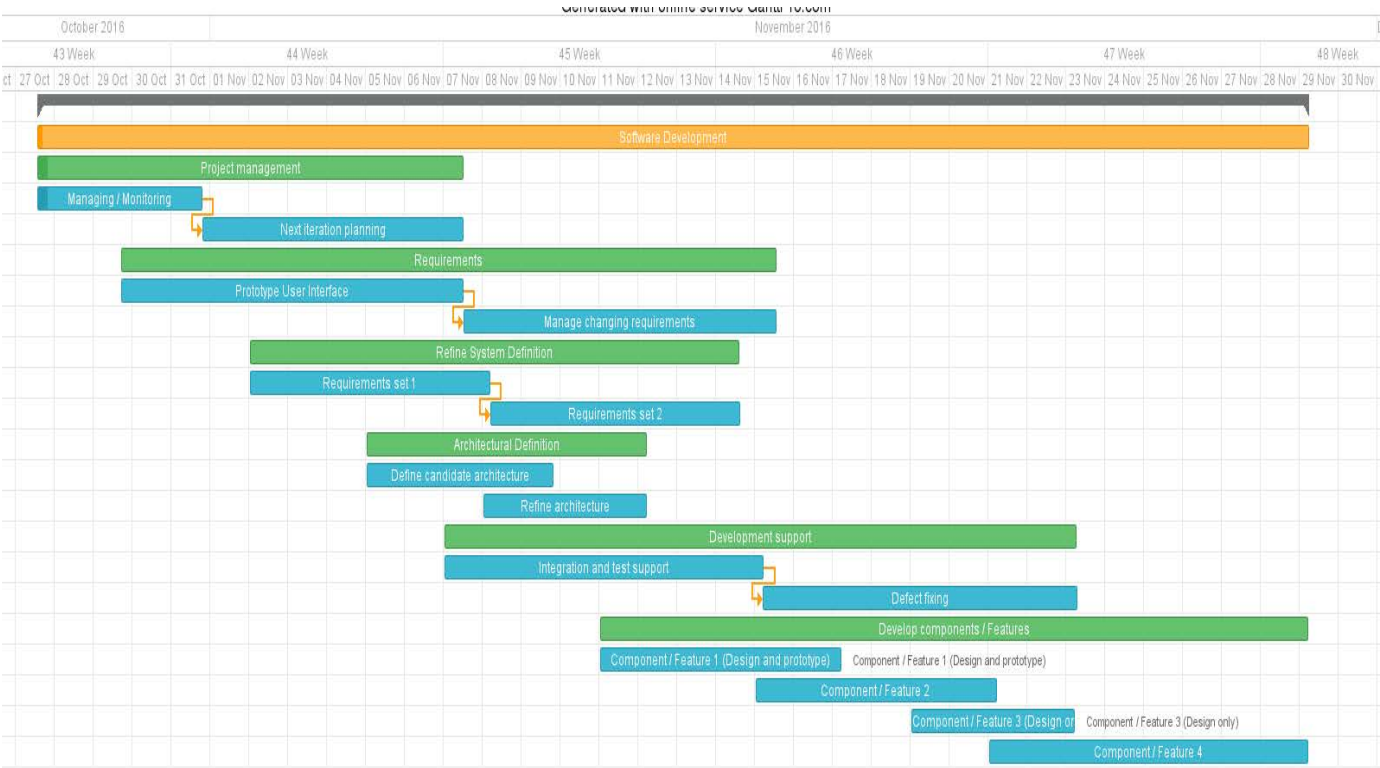 Generated with online service Gantt-Pro.com
October 2016 November 2016
43 Week 44 Week 45 Week 46 Week 47 Week 48 Week
ct 27 Oct 28 Oct 29 Oct 30 Oct 31 Oct 01 Nov 02 Nov 03 Nov 04 Nov 05 Nov 06 Nov 07 Nov 08 Nov 09 Nov 10 Nov 11 Nov 12 Nov 13 Nov 14 Nov 15 Nov 16 Nov 17 Nov 18 Nov 19 Nov 20 Nov 21 Nov 22 Nov 23 Nov 24 Nov 25 Nov 26 Nov 27 Nov 28 Nov 29 Nov 30 Nov
Software Development
Project management
Managing / Monitoring
Next iteration planning
Requirements
Prototype User Interface
Manage changing requirements
Refine System Definition
Requirements set 1
Requirements set 2
Architectural Definition
Define candidate architecture
Refine architecture
Development support
Integration and test support
Defect fixing
Develop components / Features
Component / Feature 1 (Design and prototype) Component / Feature 1 (Design and prototype)
Component / Feature 2
Component / Feature 3 (Design or Component / Feature 3 (Design only)
Component / Feature 4